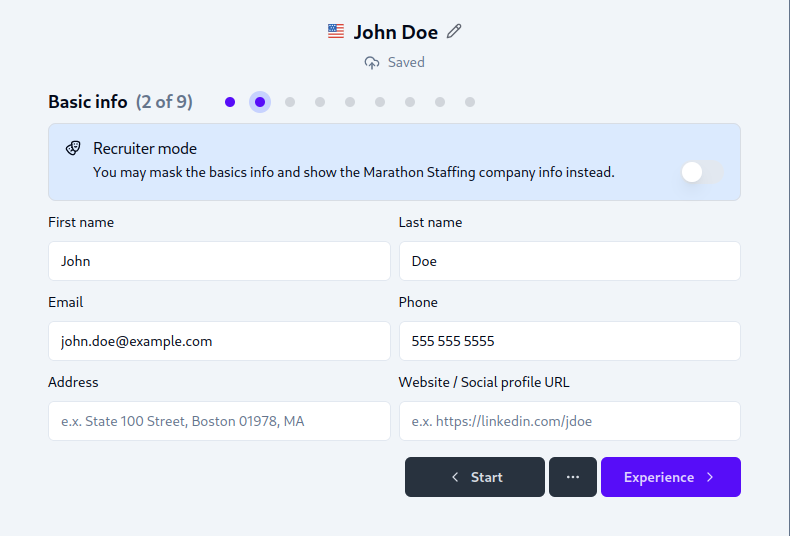 John Doe
Saved
Basic info (2 of 9)
Recruiter mode
You may mask the basics info and show the Marathon Staffing company info instead.
First name
Last name
John
Doe
Email
Phone
john.doe@example.com
555 555 5555
Address
Website / Social profile URL
e.x. State 100 Street, Boston 01978, MA
e.x. https://linkedin.com/jdoe
Start
...
Experience